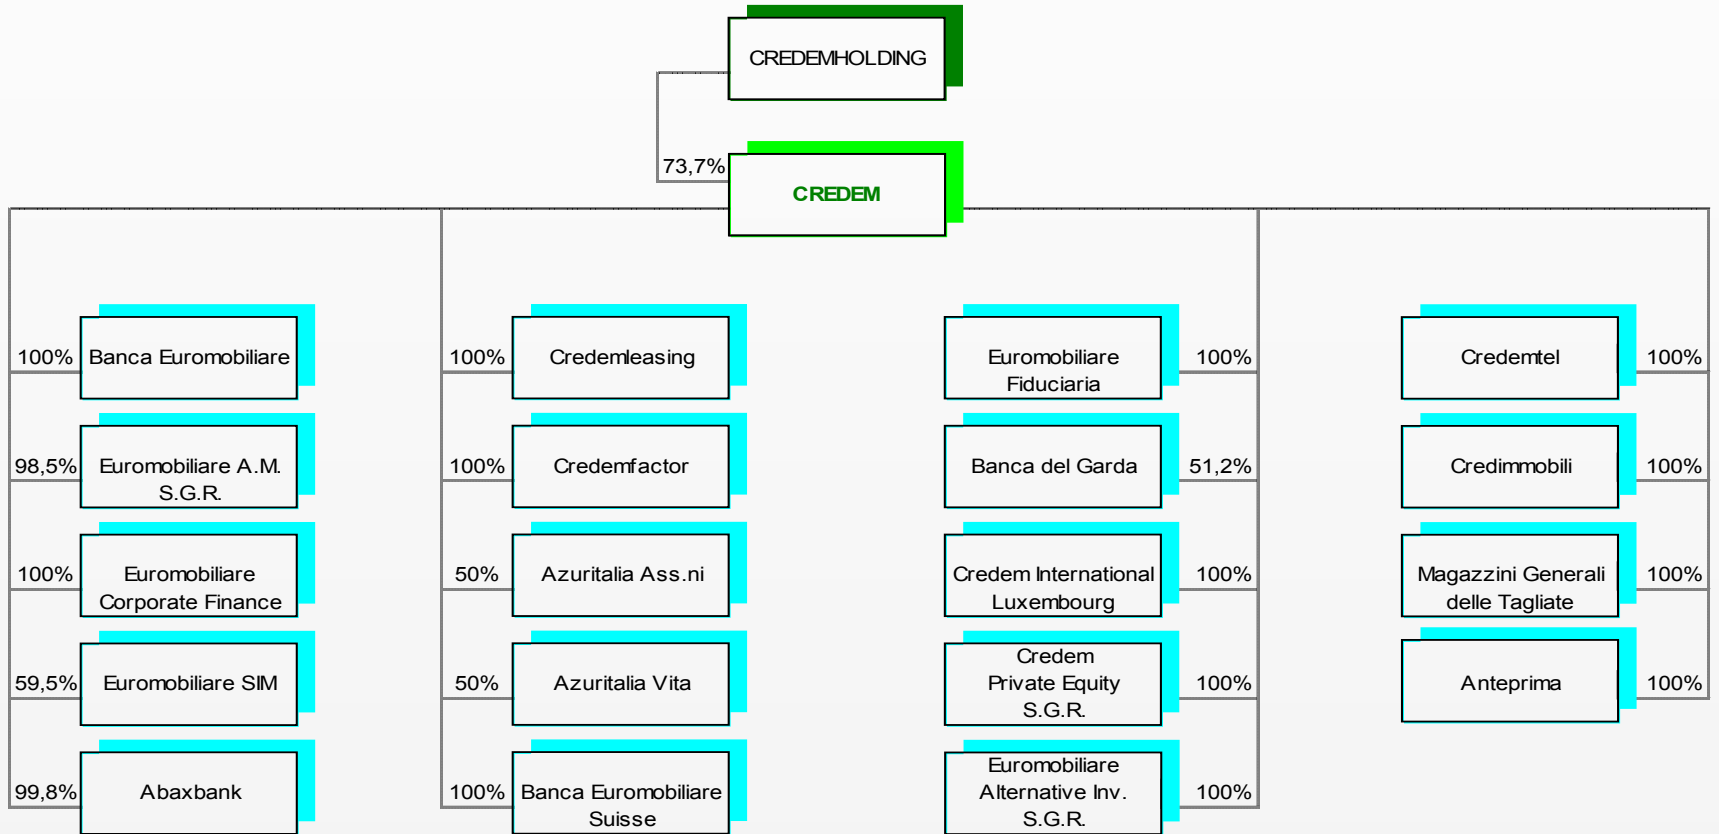 CREDEMHOLDING
73,7%
CREDEM
100%
Banca Euromobiliare
98,5%
Euromobiliare A.M.
S.G.R.
100%
Euromobiliare
Corporate Finance
59,5%
Euromobiliare SIM
99,8%
Abaxbank
100%
Credemleasing
100%
Credemfactor
50%
Azuritalia Ass.ni
50%
Azuritalia Vita
100%
Banca Euromobiliare
Suisse
Euromobiliare
Fiduciaria
100%
Banca del Garda
51,2%
Credem International
Luxembourg
100%
Credem
Private Equity
S.G.R.
100%
Euromobiliare
Alternative Inv.
S.G.R.
100%
Credemtel
100%
Credimmobili
100%
Magazzini Generali
delle Tagliate
100%
Anteprima
100%